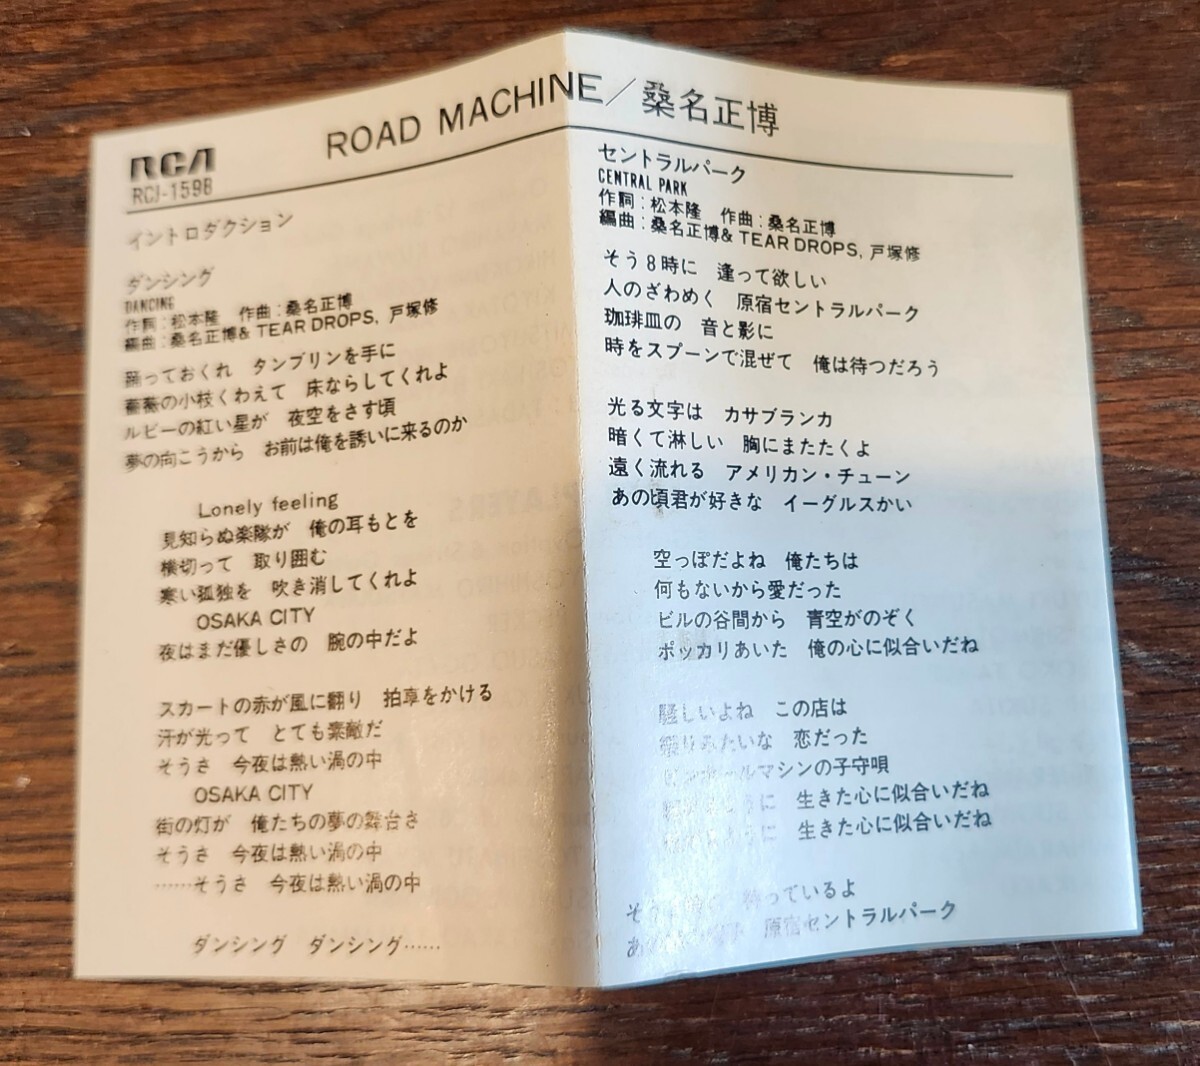 ROAD MACHINE/桑名正博
RCA
RCJ-1598
イントロダクション
ダンシング
DANCING
作詞:松本隆 作曲:桑名正博
編曲:桑名正博& TEAR DROPS, 戸塚修
踊っておくれ タンブリンを手に
薔薇の小枝くわえて 床ならしてくれよ
ルビーの紅い星が 夜空をさす頃
夢の向こうから お前は俺を誘いに来るのか
Lonely feeling
見知らぬ楽隊が 俺の耳もとを
横切って 取り囲む
寒い孤独を 吹き消してくれよ
OSAKA CITY
夜はまだ優しさの 腕の中だよ
スカートの赤が風に翻り 拍車をかける
汗が光って とても素敵だ
そうさ 今夜は熱い渦の中
OSAKA CITY
街の灯が 俺たちの夢の舞台さ
そうさ 今夜は熱い渦の中
……そうさ 今夜は熱い渦の中
ダンシング ダンシング……
セントラルパーク
CENTRAL PARK
作詞:松本隆 作曲:桑名正博
編曲:桑名正博& TEAR DROPS, 戸塚修
そう8時に 逢って欲しい
人のざわめく 原宿セントラルパーク
珈琲皿の 音と影に
時をスプーンで混ぜて 俺は待つだろう
光る文字は カサブランカ
暗くて淋しい 胸にまたたくよ
遠く流れる アメリカン・チューン
あの頃君が好きな イーグルスかい
空っぽだよね 俺たちは
何もないから愛だった
ビルの谷間から 青空がのぞく
ポッカリあいた 俺の心に似合いだね
騒しいよね この店は
みたいな 恋だった
マシンの子守唄
ように 生きた心に似合いだね
ように 生きた心に似合いだね
待っているよ
原宿セントラルパーク